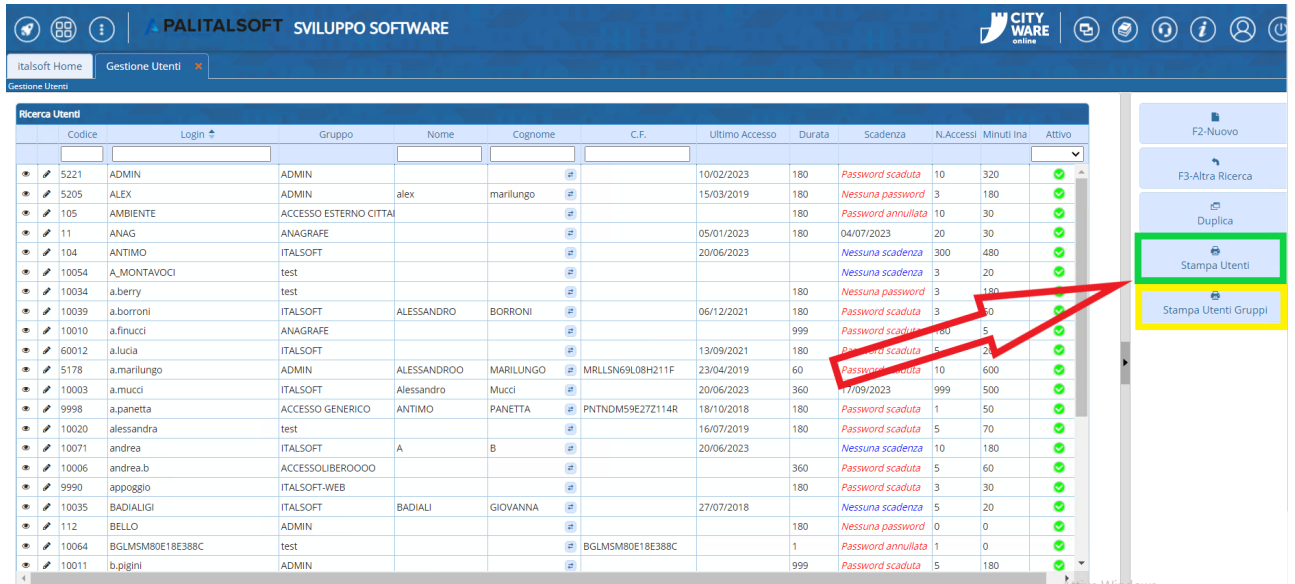 PALITALSOFT SVILUPPO SOFTWARE
CITY WARE online
italsoft Home Gestione Utenti ×
Gestione Utenti
Ricerca Utenti
Codice Login Gruppo Nome Cognome C.F. Ultimo Accesso Durata Scadenza N.Accessi Minuti Ina Attivo
5221 ADMIN ADMIN 10/02/2023 180 Password scaduta 10 320
5205 ALEX ADMIN alex marilungo 15/03/2019 180 Nessuna password 3 180
105 AMBIENTE ACCESSO ESTERNO CITTAI 180 Password annullata 10 30
11 ANAG ANAGRAFE 05/01/2023 180 04/07/2023 20 30
104 ANTIMO ITALSOFT 20/06/2023 Nessuna scadenza 300 480
10054 A_MONTAVOCI test Nessuna scadenza 3 20
10034 a.berry test 180 Nessuna password 3 180
10039 a.borroni ITALSOFT ALESSANDRO BORRONI 06/12/2021 180 Password scaduta 3
10010 a.finucci ANAGRAFE 999 Password scaduta 180 5
60012 a.lucia ITALSOFT 13/09/2021 180 Password scaduta 5
5178 a.marilungo ADMIN ALESSANDROO MARILUNGO MRLLSN69L08H211F 23/04/2019 60 Password scaduta 10 600
10003 a.mucci ITALSOFT Alessandro Mucci 20/06/2023 360 17/09/2023 999 500
9998 a.panetta ACCESSO GENERICO ANTIMO PANETTA PNTNDM59E27Z114R 18/10/2018 180 Password scaduta 1 50
10020 alessandra test 16/07/2019 180 Password scaduta 5 70
10071 andrea ITALSOFT A B 20/06/2023 Nessuna scadenza 10 180
10006 andrea.b ACCESSOLIBEROOOO 360 Password scaduta 5 60
9990 appoggio ITALSOFT-WEB 180 Password scaduta 3 30
10035 BADIALIGI ITALSOFT BADIALI GIOVANNA 27/07/2018 Nessuna scadenza 5 20
112 BELLO ADMIN 180 Nessuna password 0 0
10064 BGLMSM80E18E388C test BGLMSM80E18E388C 1 Password annullata 1 0
10011 b.pigini ADMIN 999 Password scaduta 5 180
F2-Nuovo
F3-Altra Ricerca
Duplica
Stampa Utenti
Stampa Utenti Gruppi